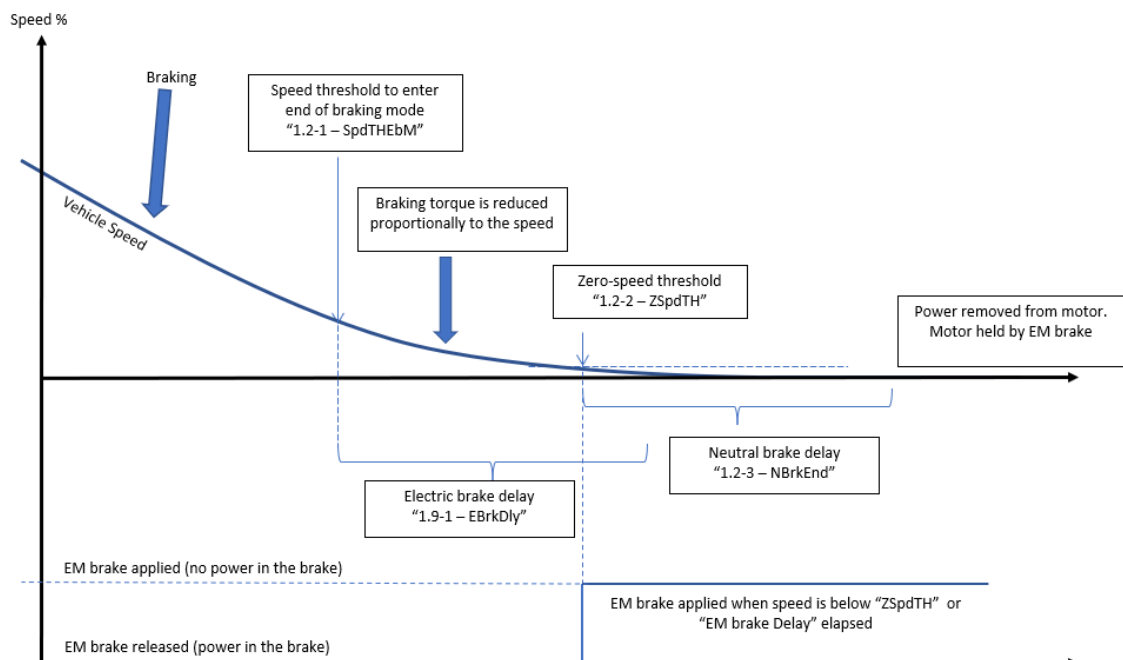 Speed %
Braking
Speed threshold to enter
end of braking mode
“1.2-1 – SpdTHEbM”
Vehicle Speed
Braking torque is reduced
proportionally to the speed
Zero-speed threshold
“1.2-2 – ZSpdTH”
Power removed from motor.
Motor held by EM brake
Neutral brake delay
“1.2-3 – NBrkEnd”
Electric brake delay
“1.9-1 – EBrkDly”
EM brake applied (no power in the brake)
EM brake applied when speed is below “ZSpdTH” or
“EM brake Delay” elapsed
EM brake released (power in the brake)